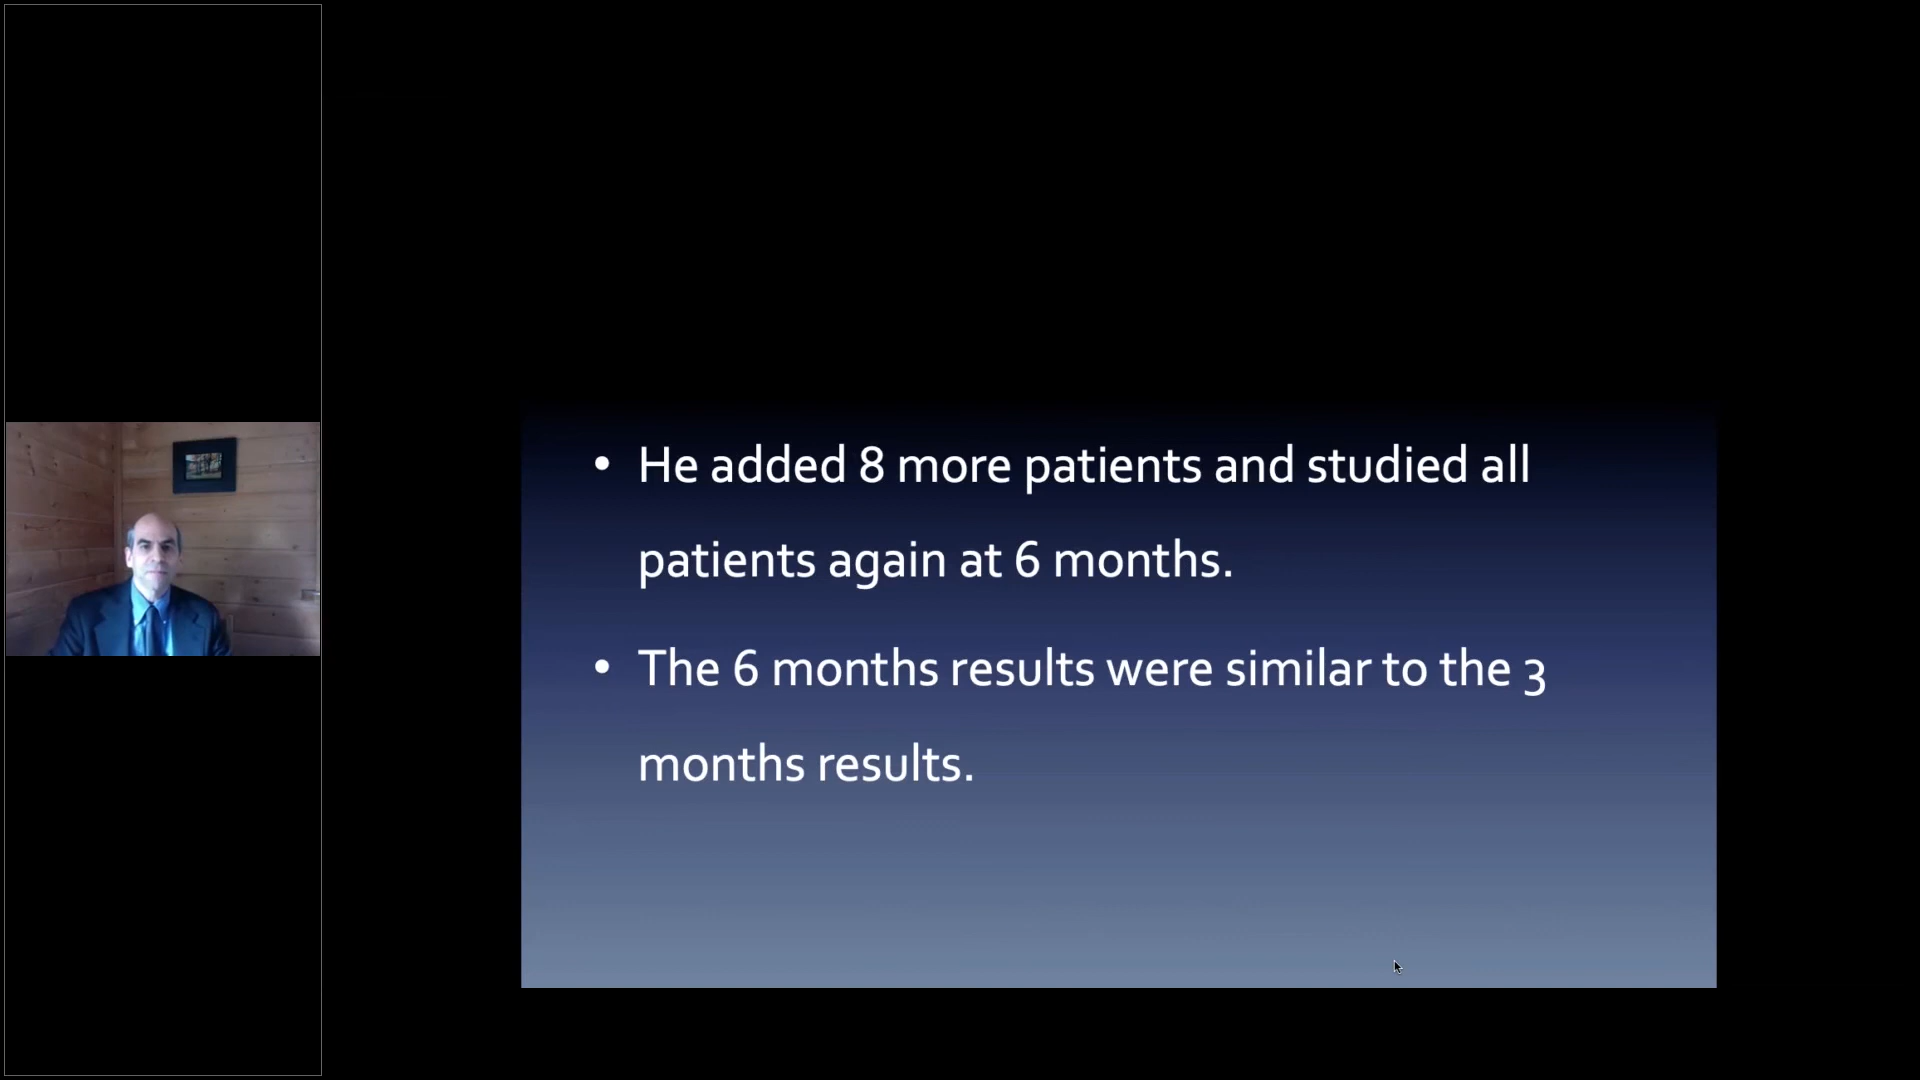 • He added 8 more patients and studied all
patients again at 6 months.
• The 6 months results were similar to the 3
months results.